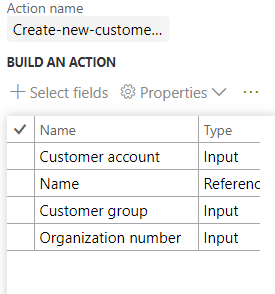 Action name
Create-new-custome...
BUILD AN ACTION
Select fields Properties ...
Name Type
Customer account Input
Name Referenc
Customer group Input
Organization number Input